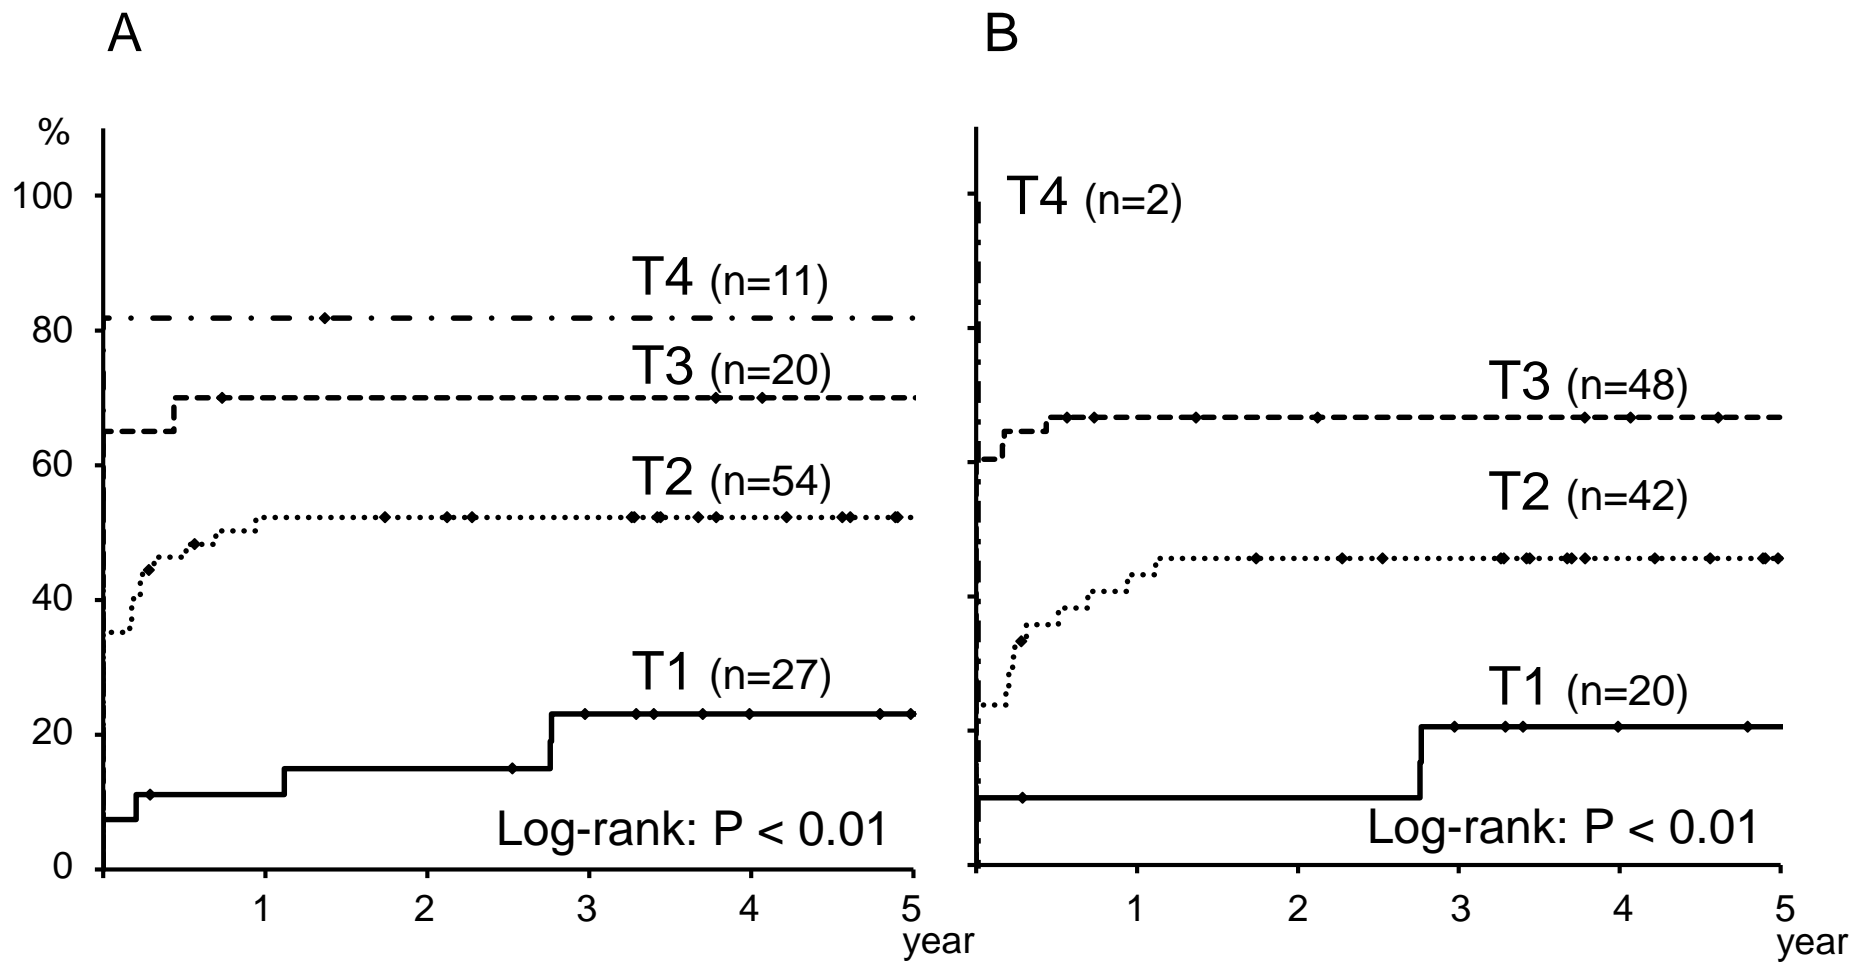 A
B
%
100
80
60
40
20
0
T4 (n=11)
T3 (n=20)
T2 (n=54)
T1 (n=27)
Log-rank: P < 0.01
1 2 3 4 5
year
T4 (n=2)
T3 (n=48)
T2 (n=42)
T1 (n=20)
Log-rank: P < 0.01
1 2 3 4 5
year